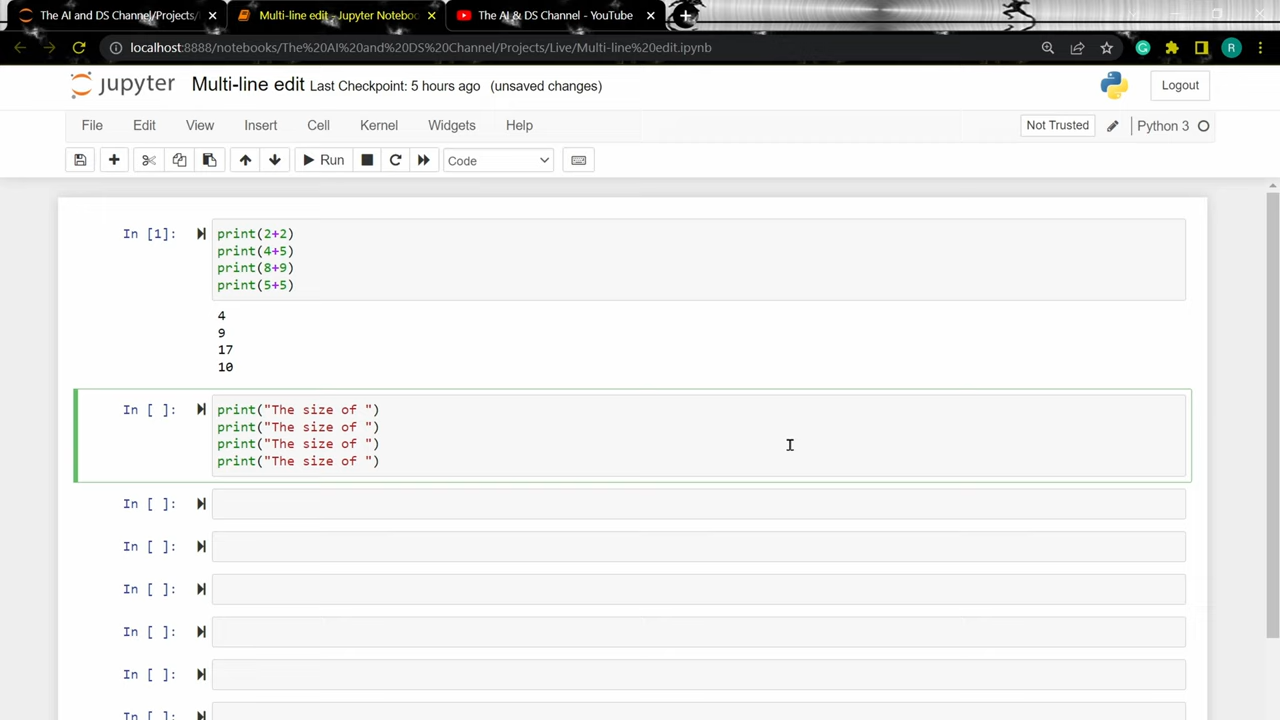 The AI and DS Channel/Projects/
Multi-line edit - Jupyter Noteboo
The AI & DS Channel - YouTube
localhost:8888/notebooks/The%20AI%20and%20DS%20Channel/Projects/Live/Multi-line%20edit.ipynb
R
jupyter Multi-line edit Last Checkpoint: 5 hours ago (unsaved changes)
Logout
File Edit View Insert Cell Kernel Widgets Help
Not Trusted
Python 3
Run
Code
In [1]:
print(2+2)
print(4+5)
print(8+9)
print(5+5)
4
9
17
10
In [ ]:
print("The size of ")
print("The size of ")
print("The size of ")
print("The size of ")
In [ ]:
In [ ]:
In [ ]:
In [ ]:
In [ ]:
In [ ]: